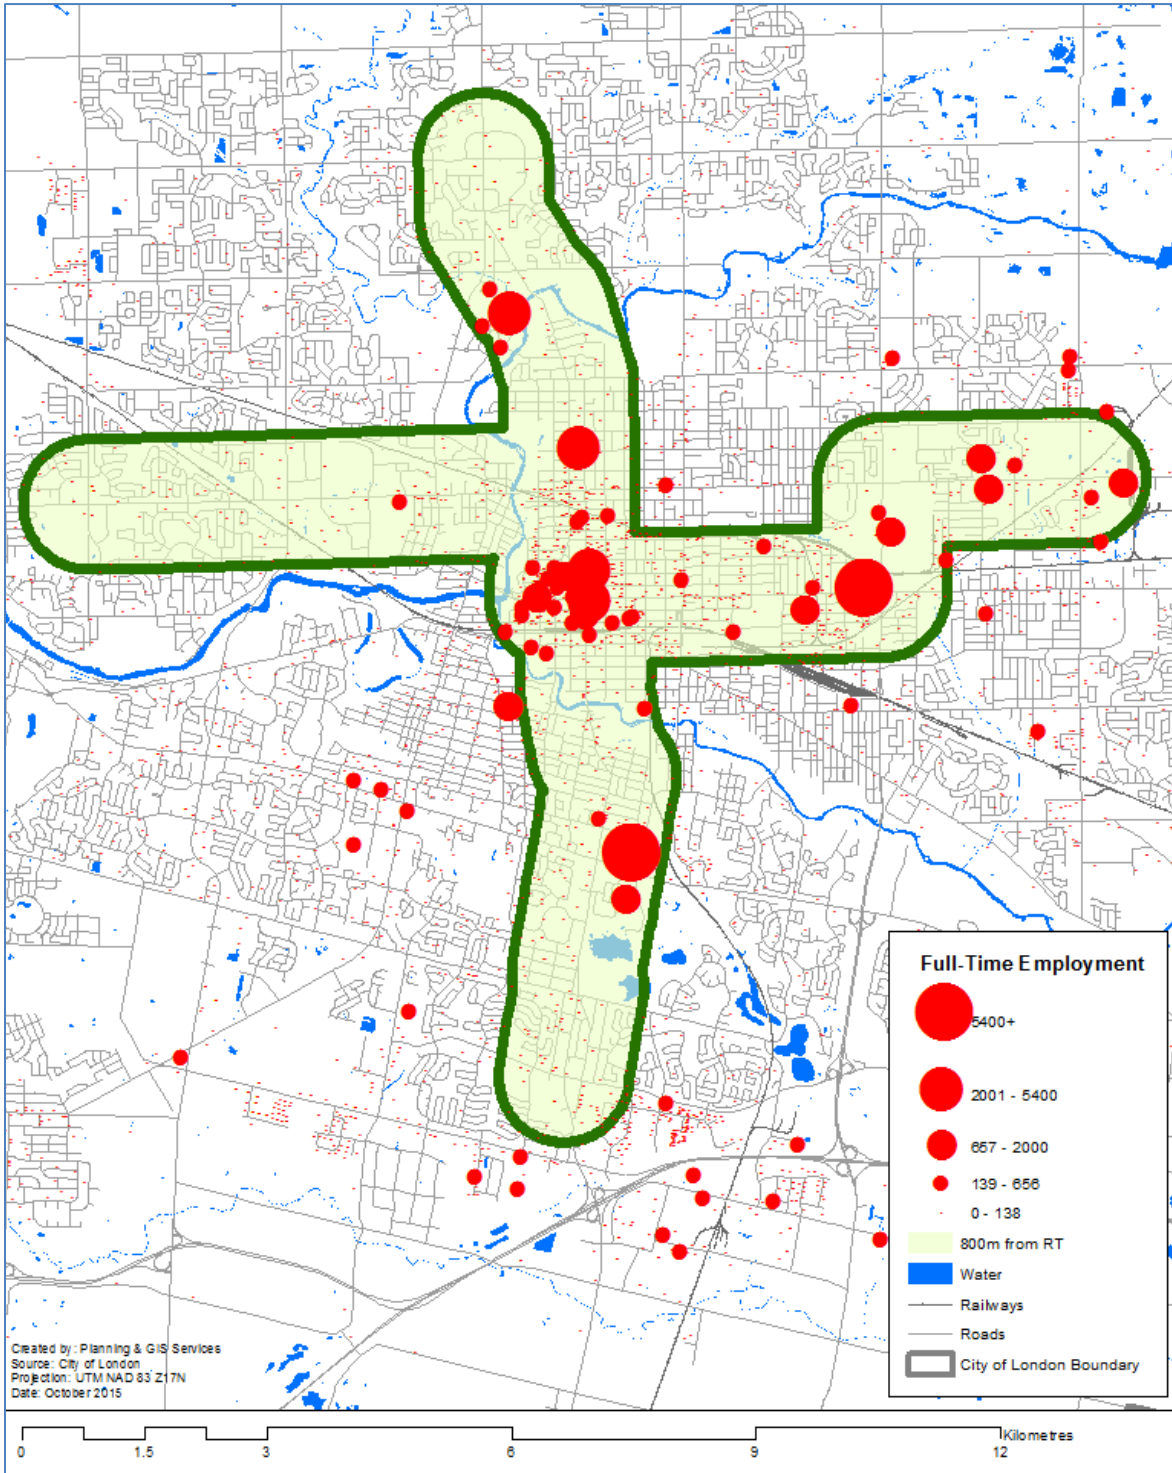 Full-Time Employment
5400+
2001 - 5400
657 - 2000
139 - 656
0 - 138
800m from RT
Water
Railways
Roads
City of London Boundary
Created by: Planning & GIS Services
Source: City of London
Projection: UTM NAD 83 Z17N
Date: October 2015
Kilometres
0 1.5 3 6 9 12